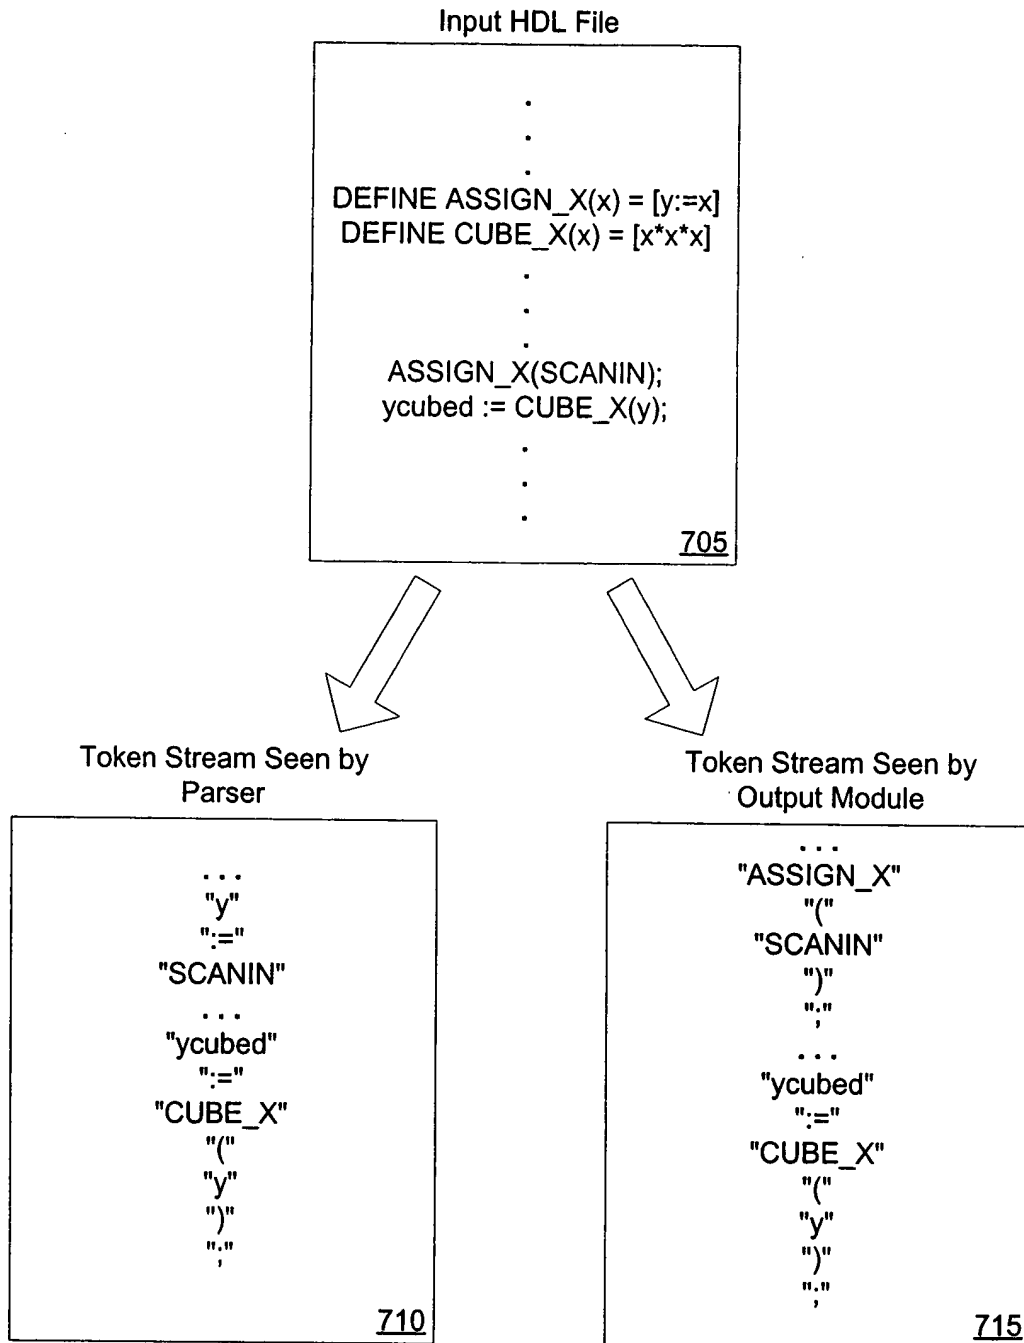 Input HDL File
.
.
.
DEFINE ASSIGN_X(x) = [y:=x]
DEFINE CUBE_X(x) = [x*x*x]
.
.
.
ASSIGN_X(SCANIN);
ycubed := CUBE_X(y);
.
.
.
705
Token Stream Seen by
Parser
. . .
"y"
":="
"SCANIN"
. . .
"ycubed"
":="
"CUBE_X"
"("
"y"
")"
";"
710
Token Stream Seen by
Output Module
. . .
"ASSIGN_X"
"("
"SCANIN"
")"
";"
. . .
"ycubed"
":="
"CUBE_X"
"("
"y"
")"
";"
715